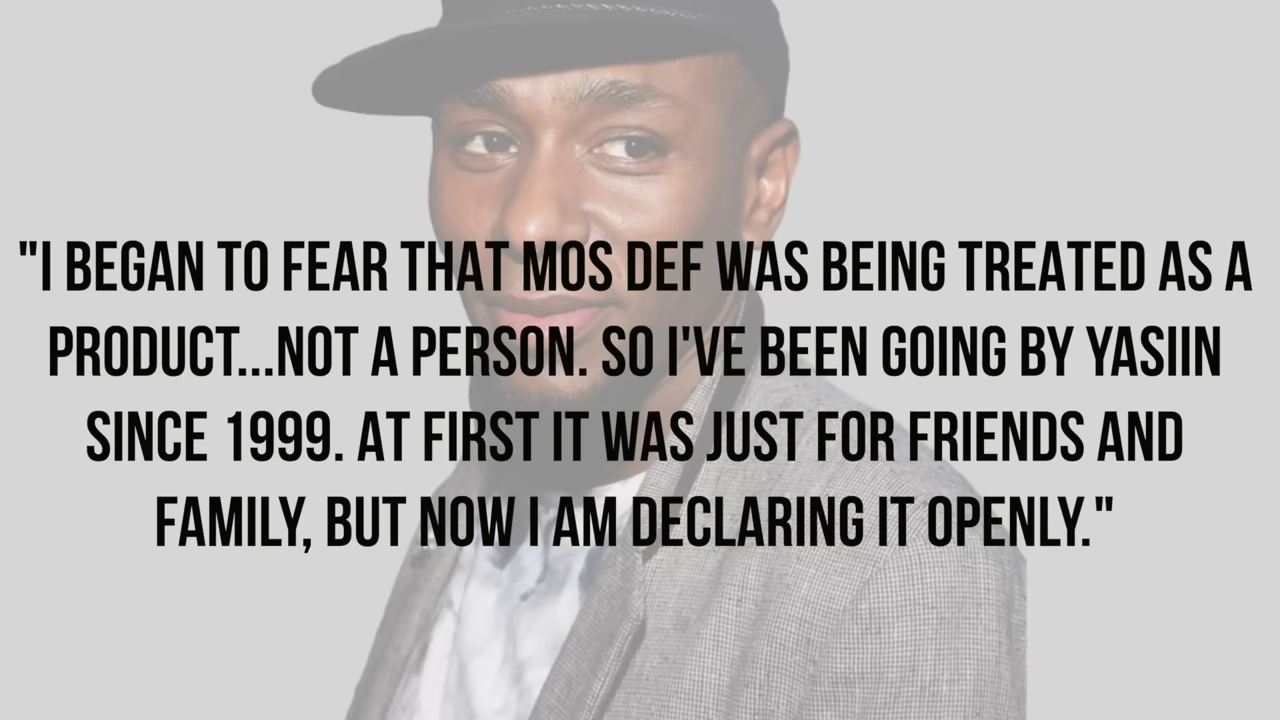 "I BEGAN TO FEAR THAT MOS DEF WAS BEING TREATED AS A
PRODUCT...NOT A PERSON. SO I'VE BEEN GOING BY YASIIN
SINCE 1999. AT FIRST IT WAS JUST FOR FRIENDS AND
FAMILY, BUT NOW I AM DECLARING IT OPENLY."